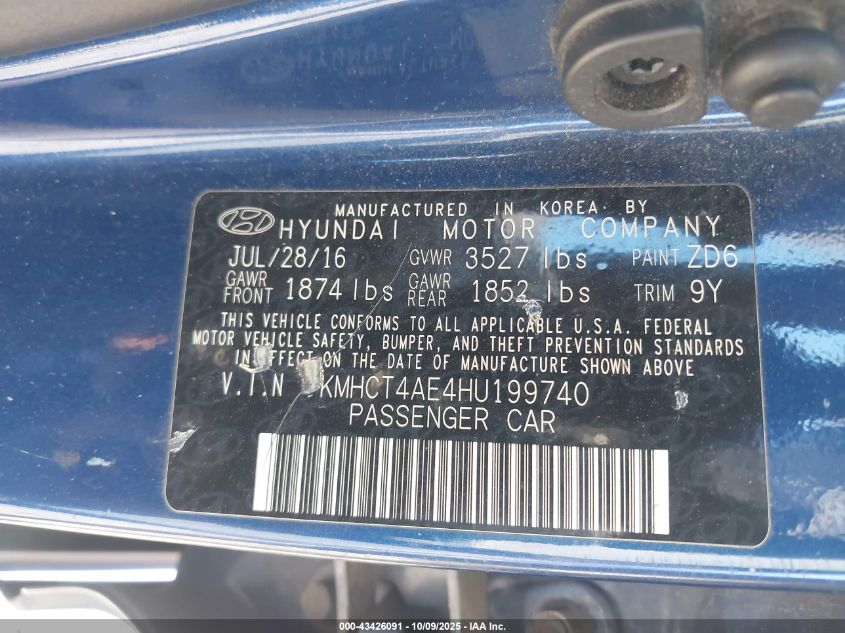 MANUFACTURED IN KOREA BY
HYUNDAI MOTOR COMPANY
JUL/28/16 GVWR 3527 lbs PAINT ZD6
GAWR FRONT 1874 lbs GAWR REAR 1852 lbs TRIM 9Y
THIS VEHICLE CONFORMS TO ALL APPLICABLE U.S.A. FEDERAL
MOTOR VEHICLE SAFETY, BUMPER, AND THEFT PREVENTION STANDARDS
IN EFFECT ON THE DATE OF MANUFACTURE SHOWN ABOVE
V.I.N KMHCT4AE4HU199740
PASSENGER CAR
000-43426091 | 10/09/2025 | © IAA Inc.